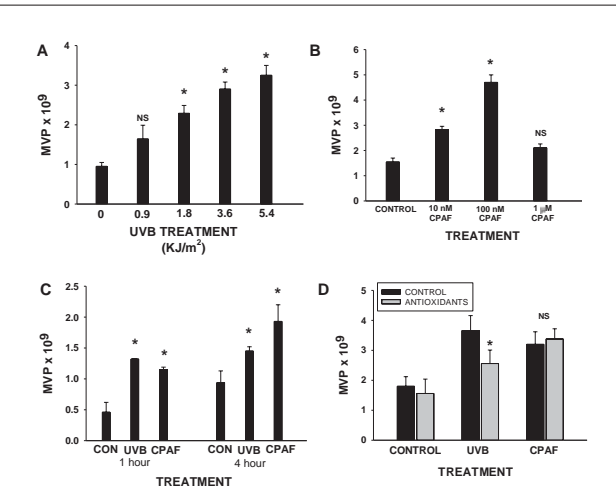 A
MVP x 10⁹
4
3
2
1
0
NS
*
*
*
0 0.9 1.8 3.6 5.4
UVB TREATMENT
(KJ/m²)
B
MVP x 10⁹
6
5
4
3
2
1
0
*
*
NS
CONTROL 10 nM 100 nM 1 µM
CPAF CPAF CPAF
TREATMENT
C
MVP x 10⁹
2.5
2.0
1.5
1.0
0.5
0.0
*
*
*
*
CON UVB CPAF CON UVB CPAF
1 hour 4 hour
TREATMENT
D
MVP x 10⁹
5
4
3
2
1
0
CONTROL
ANTIOXIDANTS
*
NS
CONTROL UVB CPAF
TREATMENT